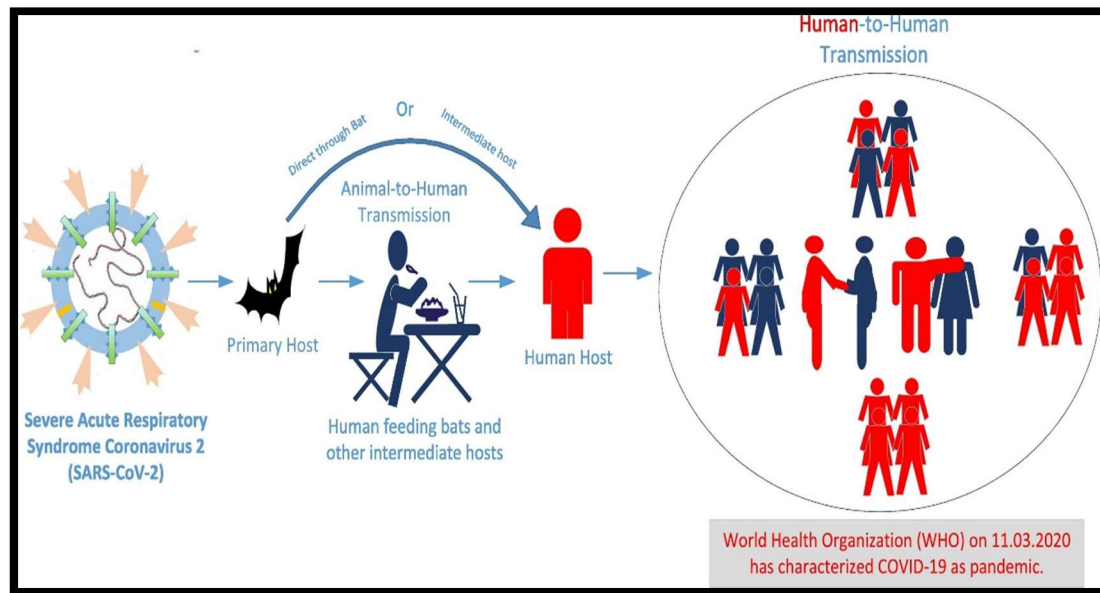 Human-to-Human
Transmission
Or
Direct through Bat
Intermediate host
Animal-to-Human
Transmission
Primary Host
Human Host
Severe Acute Respiratory
Syndrome Coronavirus 2
(SARS-CoV-2)
Human feeding bats and
other intermediate hosts
World Health Organization (WHO) on 11.03.2020
has characterized COVID-19 as pandemic.